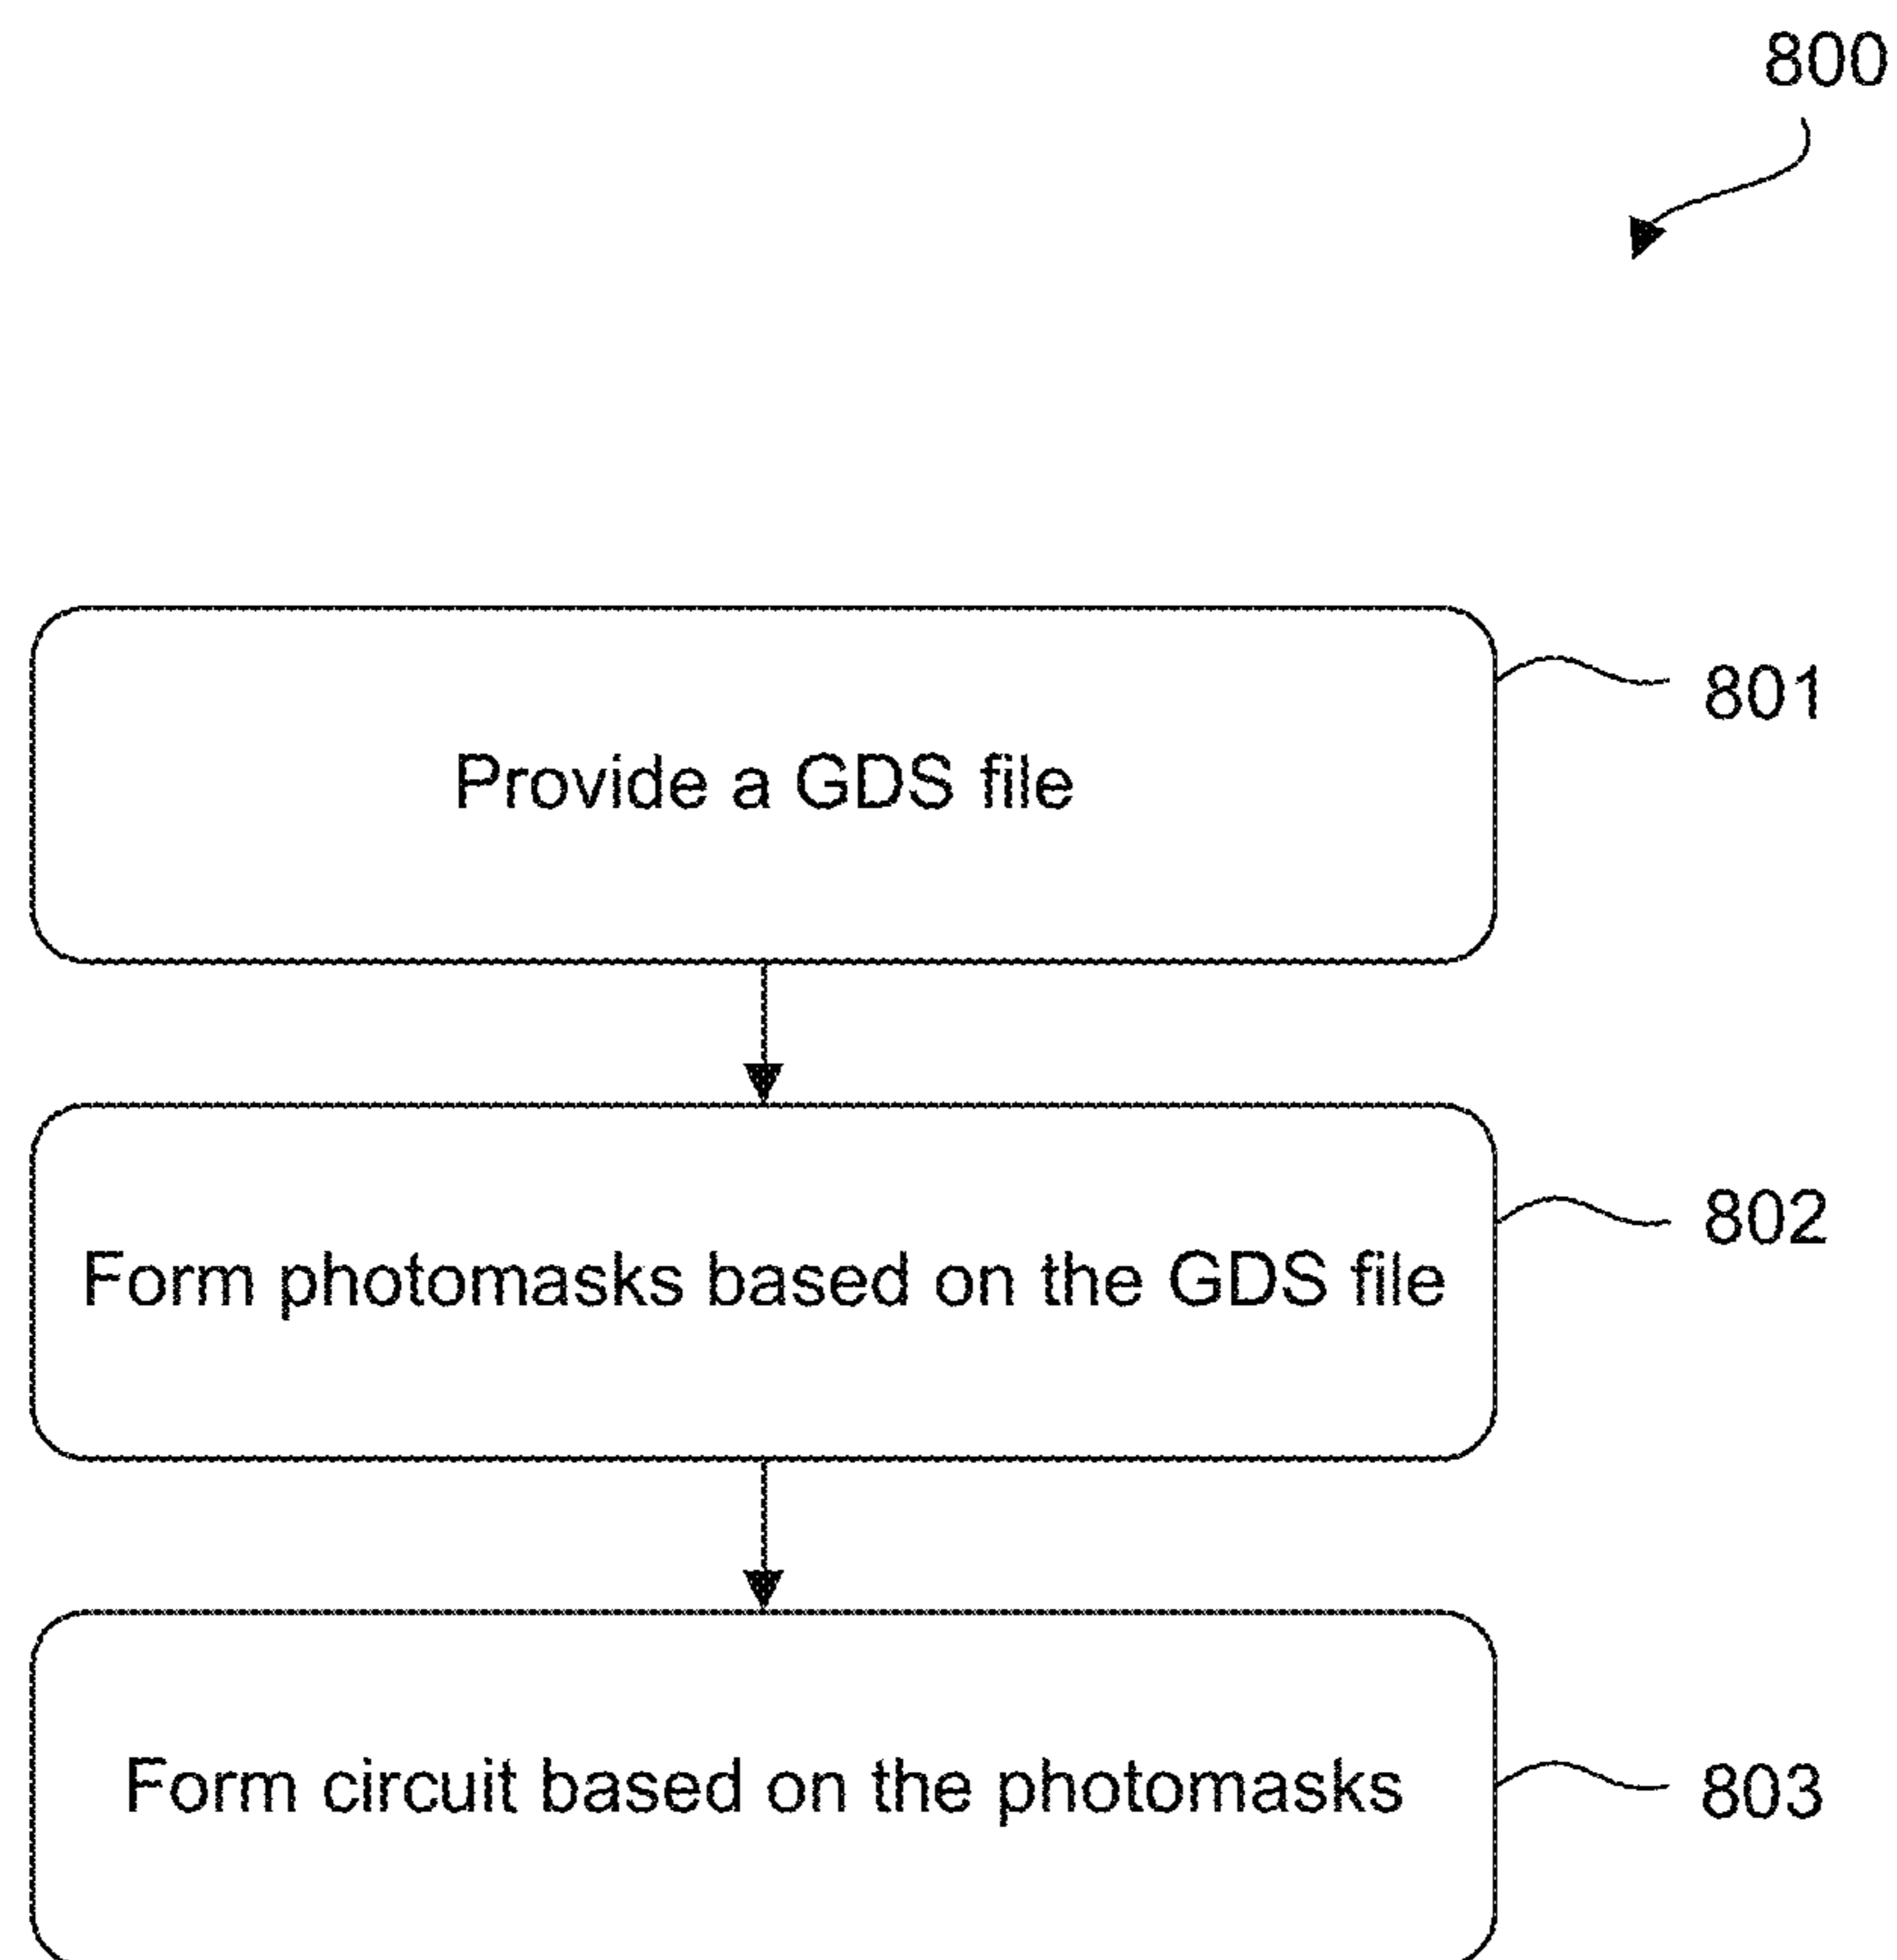 800
801
Provide a GDS file
802
Form photomasks based on the GDS file
Form circuit based on the photomasks
803